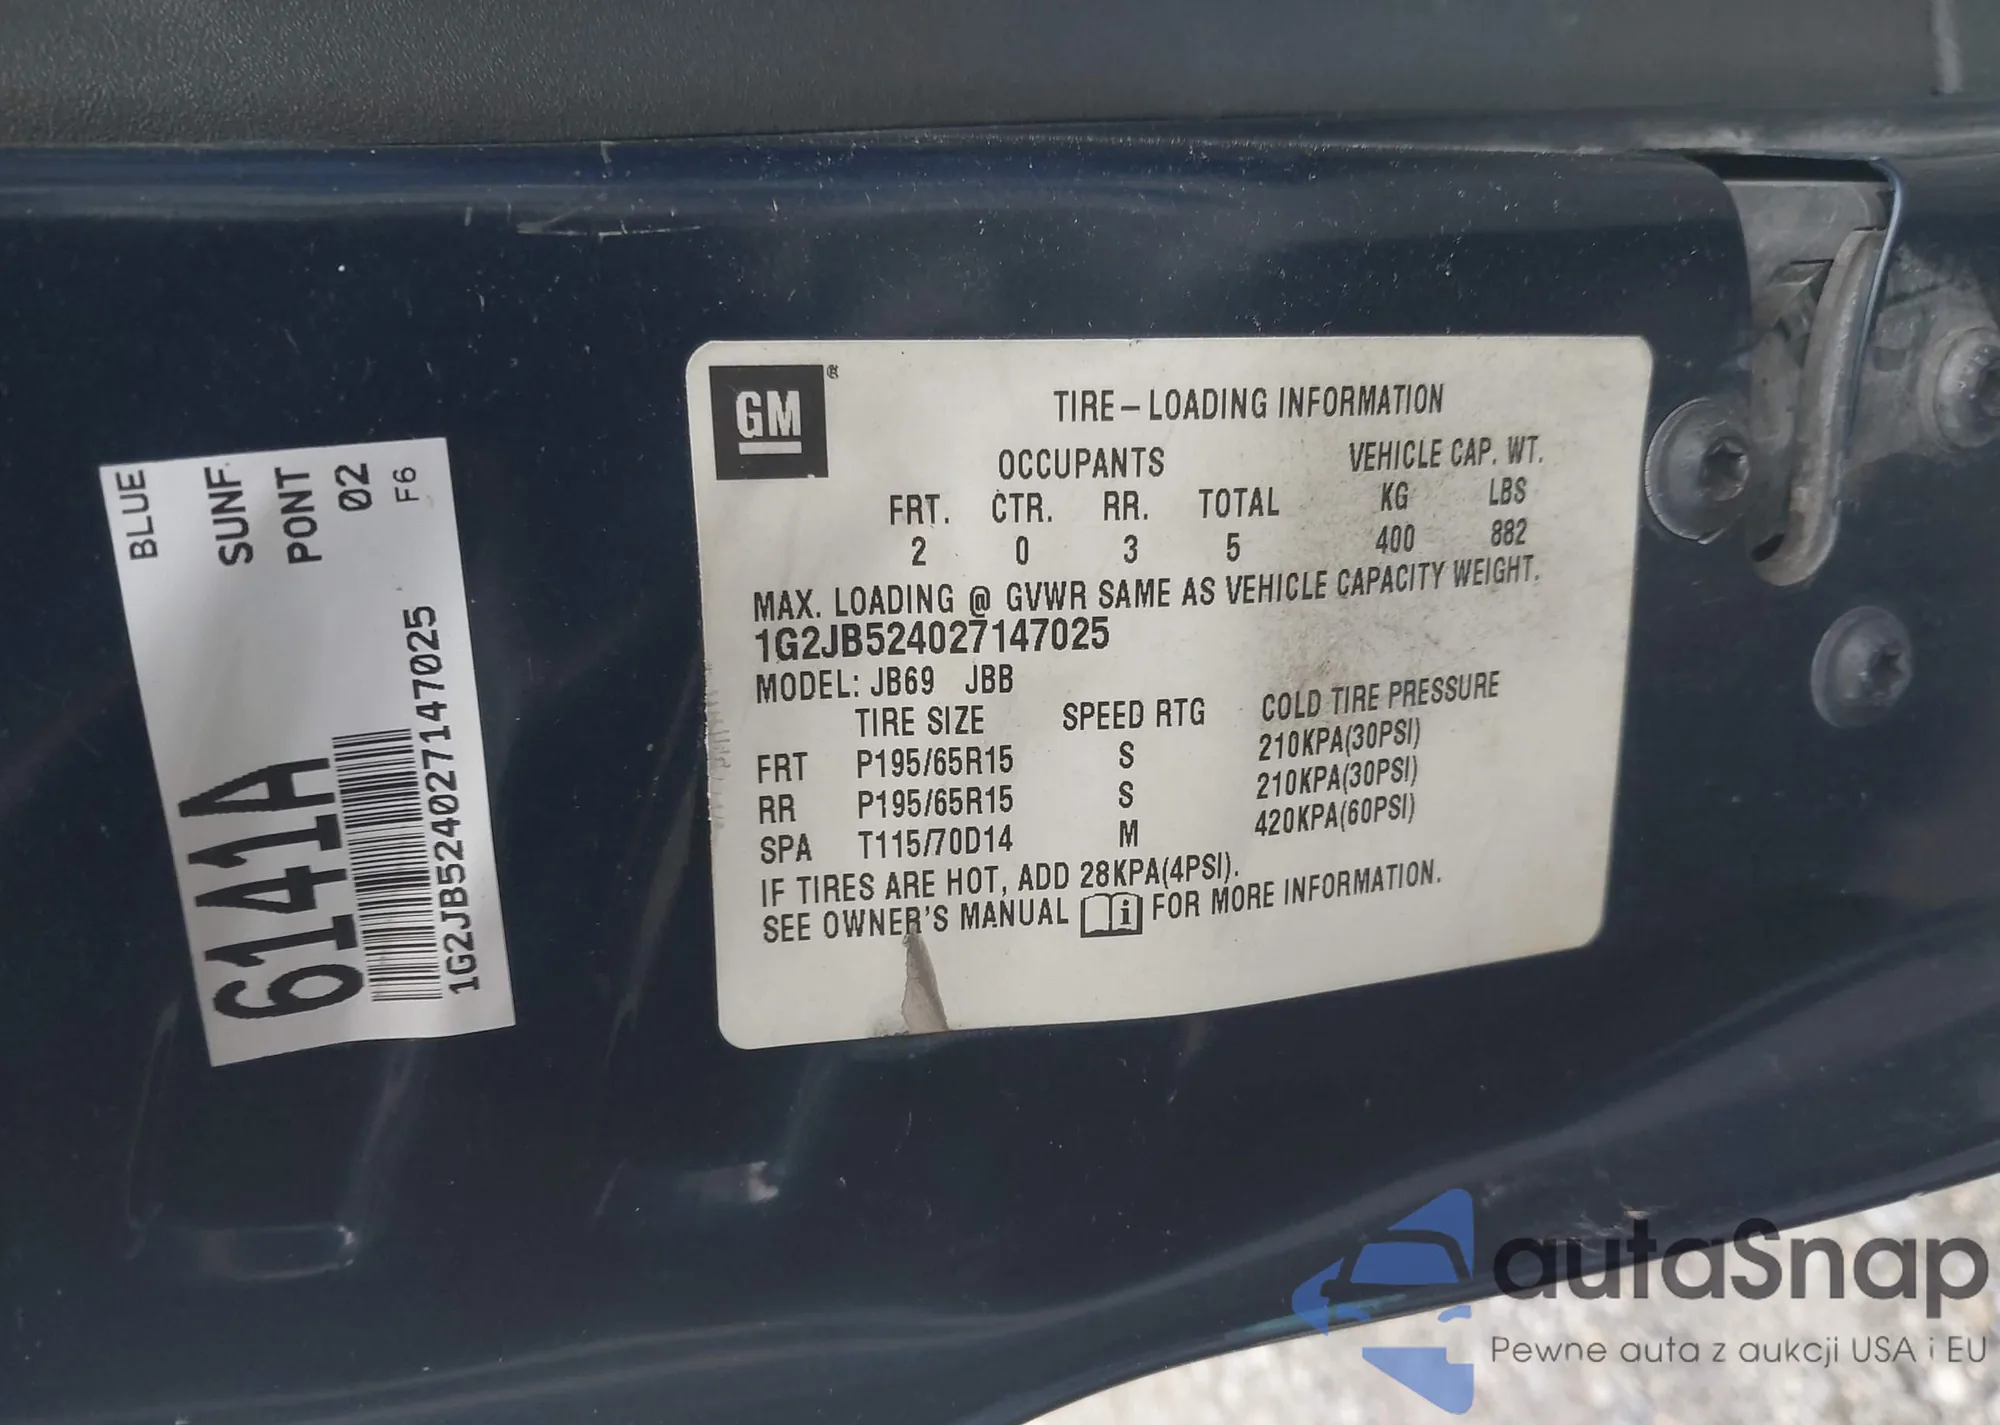 BLUE
SUNF
PONT
02
F6
6141A
1G2JB524027147025
GM
TIRE–LOADING INFORMATION
OCCUPANTS VEHICLE CAP. WT.
FRT. CTR. RR. TOTAL KG LBS
2 0 3 5 400 882
MAX. LOADING @ GVWR SAME AS VEHICLE CAPACITY WEIGHT.
1G2JB524027147025
MODEL: JB69 JBB
TIRE SIZE SPEED RTG COLD TIRE PRESSURE
FRT P195/65R15 S 210KPA(30PSI)
RR P195/65R15 S 210KPA(30PSI)
SPA T115/70D14 M 420KPA(60PSI)
IF TIRES ARE HOT, ADD 28KPA(4PSI).
SEE OWNER'S MANUAL FOR MORE INFORMATION.
autaSnap
Pewne auta z aukcji USA i EU